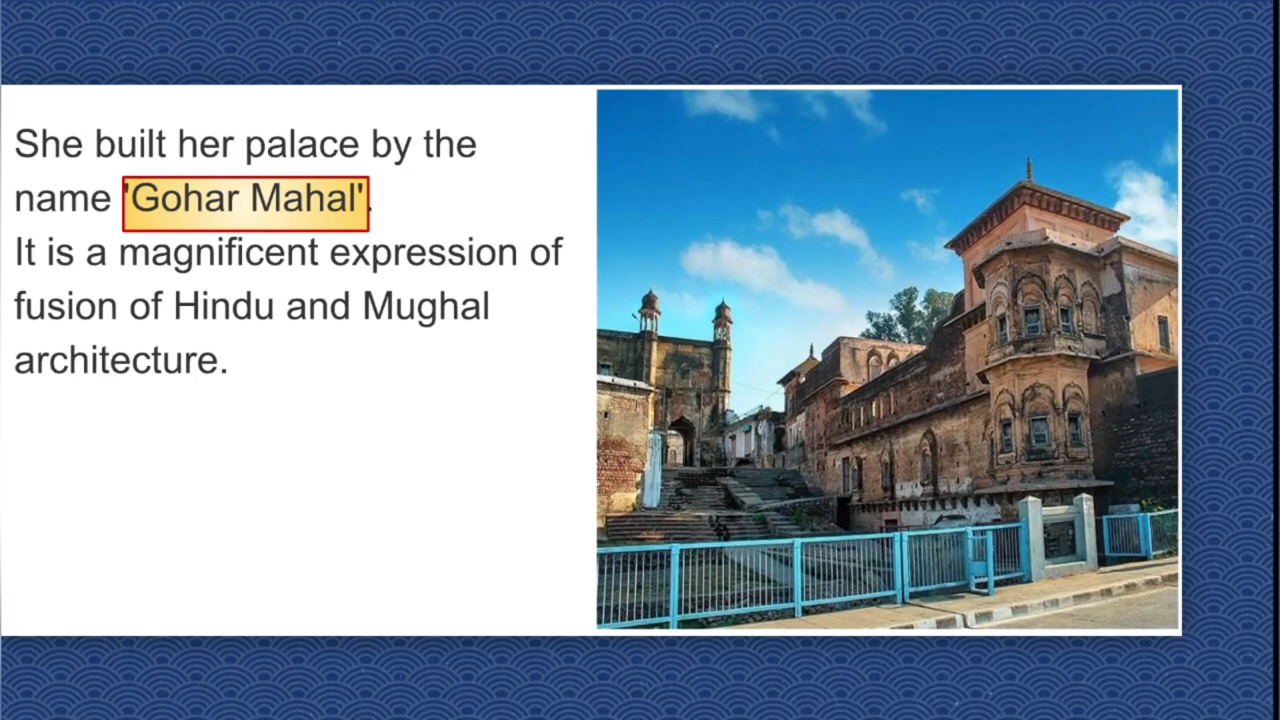 She built her palace by the
name 'Gohar Mahal'.
It is a magnificent expression of
fusion of Hindu and Mughal
architecture.